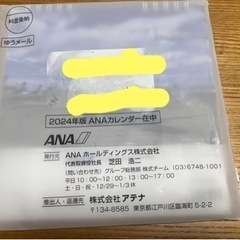 料金後納
ゆうメール
2024年版 ANAカレンダー在中
ANA
発行元 ANAホールディングス株式会社
代表取締役社長 芝田 浩二
(問い合わせ先) グループ総務部 株式チーム 03(6748-1001)
平日 10:00~12:00・13:00~17:00
土・日・祝・12/29~1/3 休
差出人・返還先 株式会社アテナ
〒134-8585 東京都江戸川区臨海町 5-2-2